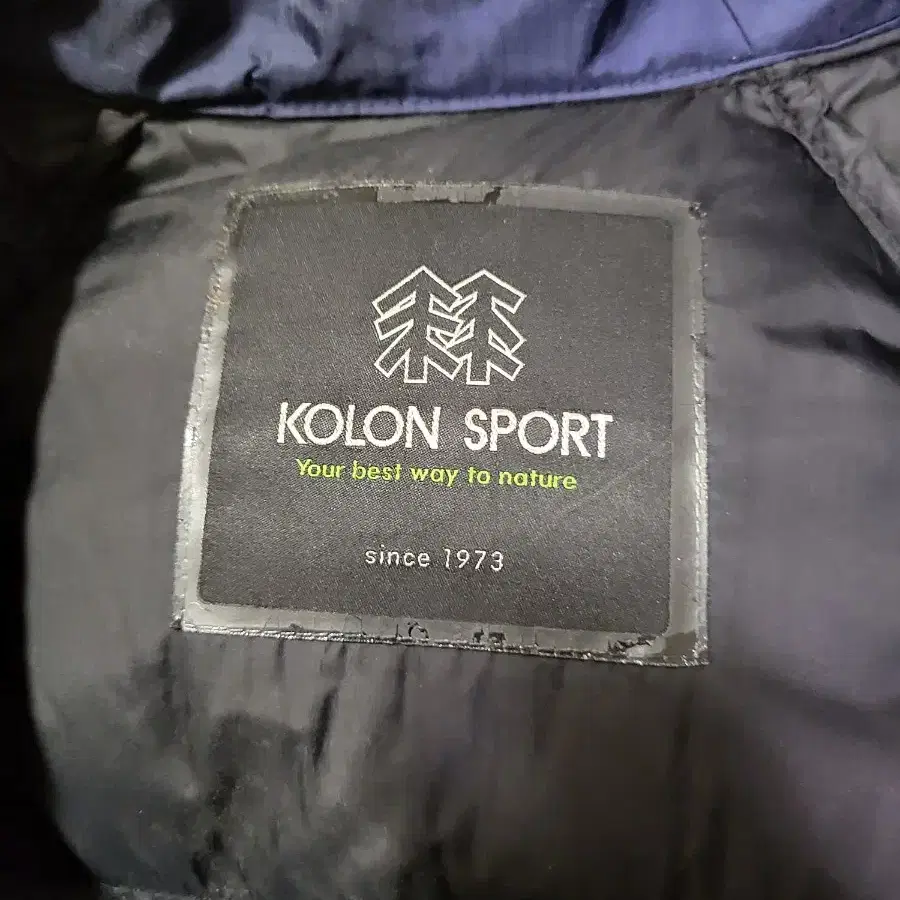 KOLON SPORT
Your best way to nature
since 1973